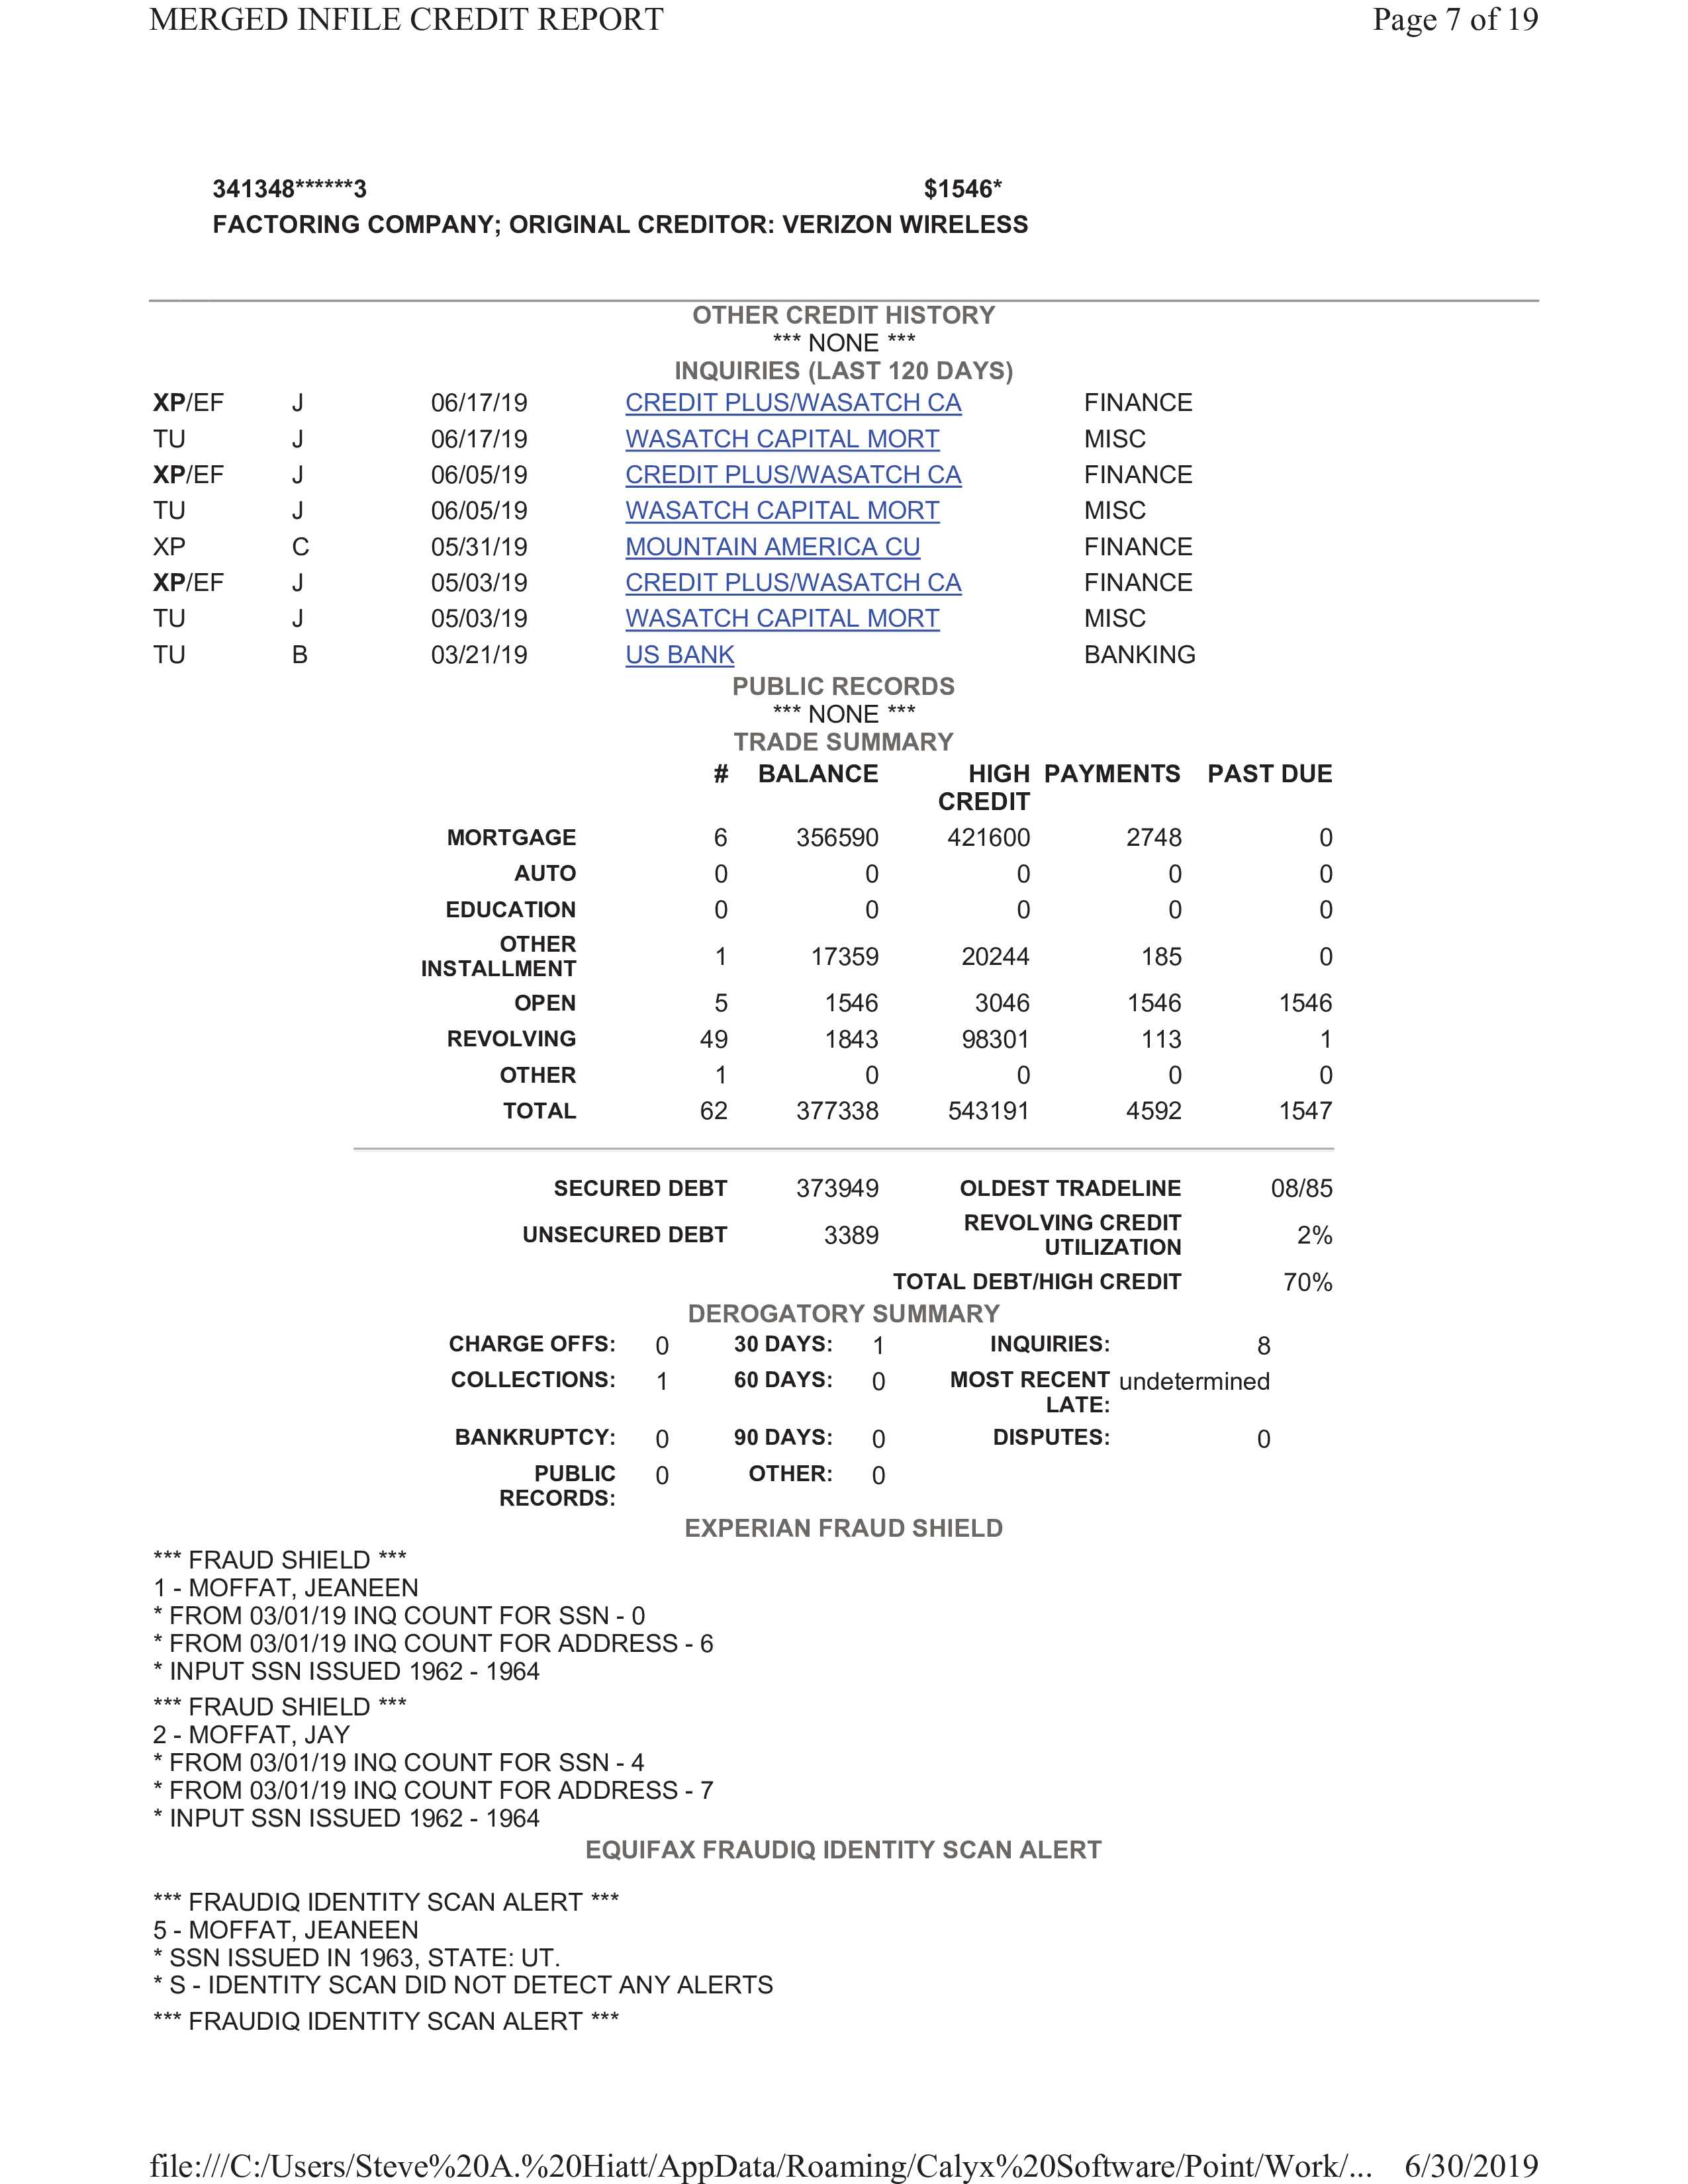 MERGED INFILE CREDIT REPORT Page 7 of 19
341348******3 $1546*
FACTORING COMPANY; ORIGINAL CREDITOR: VERIZON WIRELESS
OTHER CREDIT HISTORY
*** NONE ***
INQUIRIES (LAST 120 DAYS)
XP/EF J 06/17/19 CREDIT PLUS/WASATCH CA FINANCE
TU J 06/17/19 WASATCH CAPITAL MORT MISC
XP/EF J 06/05/19 CREDIT PLUS/WASATCH CA FINANCE
TU J 06/05/19 WASATCH CAPITAL MORT MISC
XP C 05/31/19 MOUNTAIN AMERICA CU FINANCE
XP/EF J 05/03/19 CREDIT PLUS/WASATCH CA FINANCE
TU J 05/03/19 WASATCH CAPITAL MORT MISC
TU B 03/21/19 US BANK BANKING
PUBLIC RECORDS
*** NONE ***
TRADE SUMMARY
# BALANCE HIGH PAYMENTS PAST DUE
CREDIT
MORTGAGE 6 356590 421600 2748 0
AUTO 0 0 0 0 0
EDUCATION 0 0 0 0 0
OTHER
INSTALLMENT 1 17359 20244 185 0
OPEN 5 1546 3046 1546 1546
REVOLVING 49 1843 98301 113 1
OTHER 1 0 0 0 0
TOTAL 62 377338 543191 4592 1547
SECURED DEBT 373949 OLDEST TRADELINE 08/85
UNSECURED DEBT 3389 REVOLVING CREDIT
UTILIZATION 2%
TOTAL DEBT/HIGH CREDIT 70%
DEROGATORY SUMMARY
CHARGE OFFS: 0 30 DAYS: 1 INQUIRIES: 8
COLLECTIONS: 1 60 DAYS: 0 MOST RECENT undetermined
LATE:
BANKRUPTCY: 0 90 DAYS: 0 DISPUTES: 0
PUBLIC 0 OTHER: 0
RECORDS:
EXPERIAN FRAUD SHIELD
*** FRAUD SHIELD ***
1 - MOFFAT, JEANEEN
* FROM 03/01/19 INQ COUNT FOR SSN - 0
* FROM 03/01/19 INQ COUNT FOR ADDRESS - 6
* INPUT SSN ISSUED 1962 - 1964
*** FRAUD SHIELD ***
2 - MOFFAT, JAY
* FROM 03/01/19 INQ COUNT FOR SSN - 4
* FROM 03/01/19 INQ COUNT FOR ADDRESS - 7
* INPUT SSN ISSUED 1962 - 1964
EQUIFAX FRAUDIQ IDENTITY SCAN ALERT
*** FRAUDIQ IDENTITY SCAN ALERT ***
5 - MOFFAT, JEANEEN
* SSN ISSUED IN 1963, STATE: UT.
* S - IDENTITY SCAN DID NOT DETECT ANY ALERTS
*** FRAUDIQ IDENTITY SCAN ALERT ***
file:///C:/Users/Steve%20A.%20Hiatt/AppData/Roaming/Calyx%20Software/Point/Work/... 6/30/2019